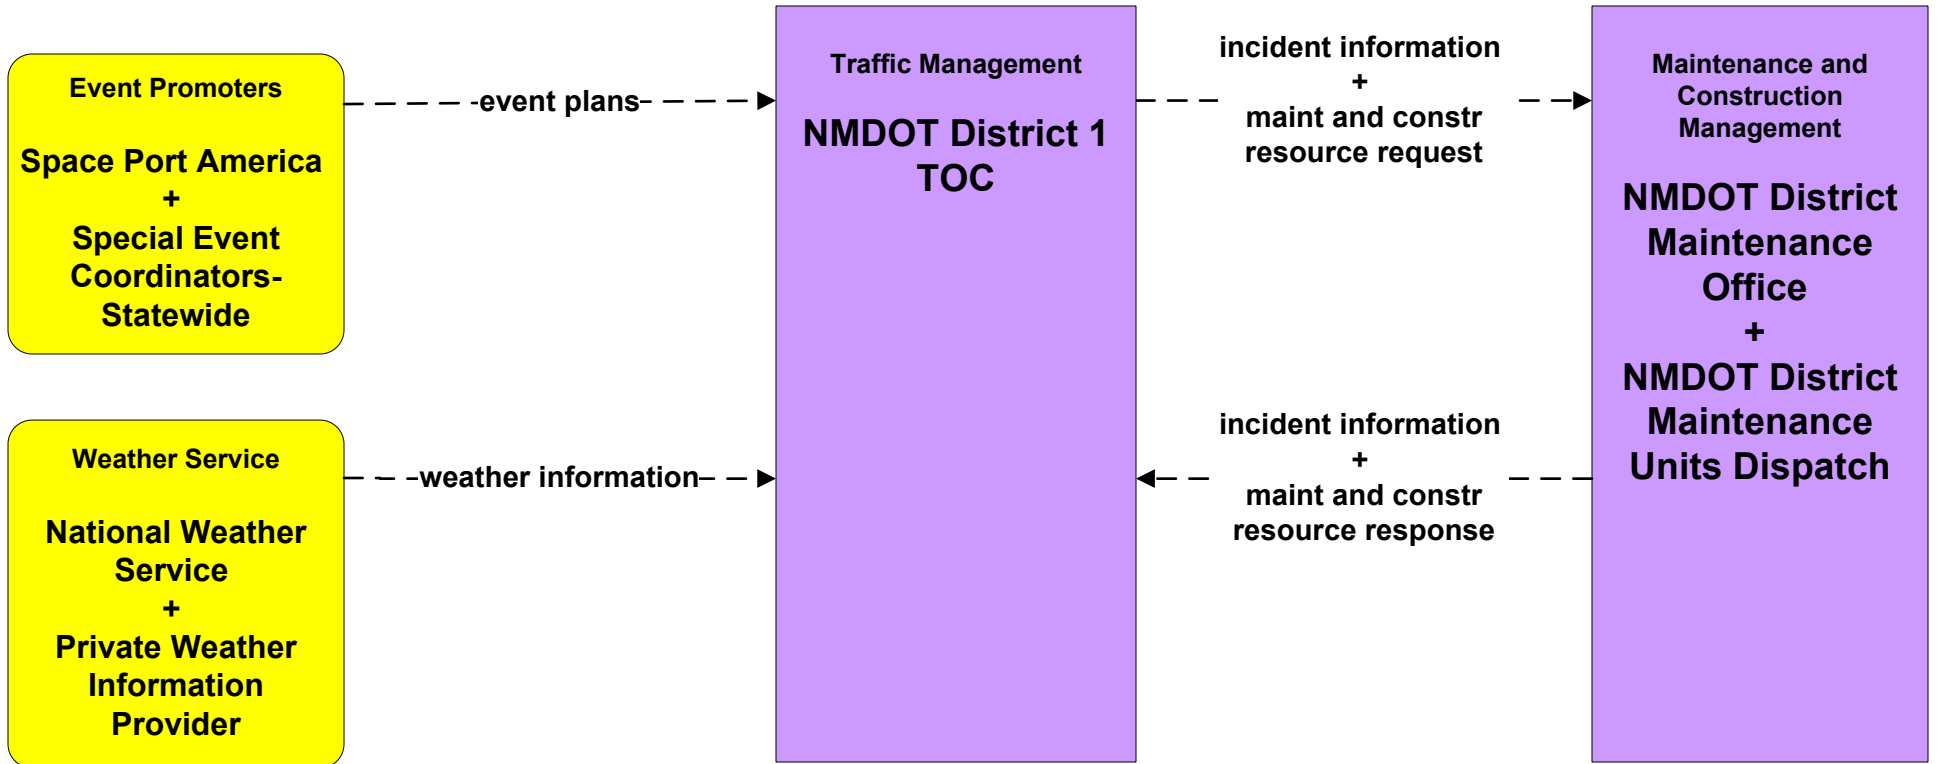 Event Promoters
Space Port America
+
Special Event
Coordinators-
Statewide
event plans
Weather Service
National Weather
Service
+
Private Weather
Information
Provider
weather information
Traffic Management
NMDOT District 1
TOC
incident information
+
maint and constr
resource request
incident information
+
maint and constr
resource response
Maintenance and
Construction
Management
NMDOT District
Maintenance
Office
+
NMDOT District
Maintenance
Units Dispatch